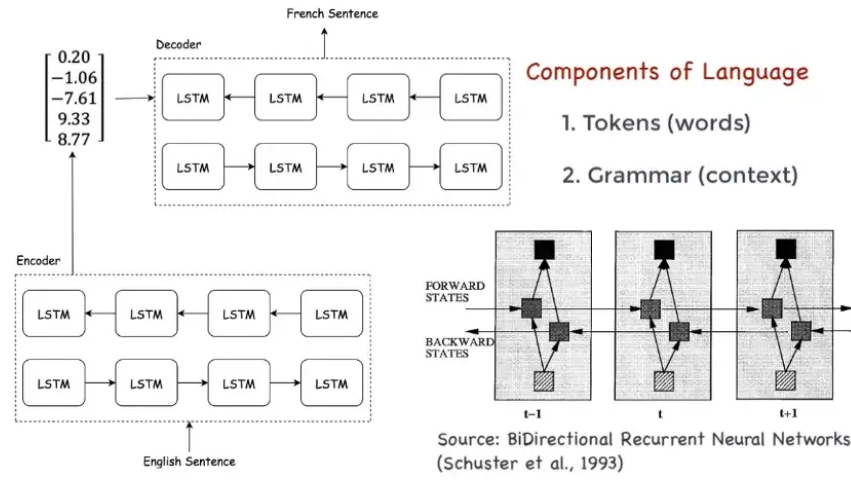 French Sentence
Decoder
0.20
−1.06
−7.61
9.33
8.77
LSTM LSTM LSTM LSTM
LSTM LSTM LSTM LSTM
Encoder
LSTM LSTM LSTM LSTM
LSTM LSTM LSTM LSTM
English Sentence
Components of Language
1. Tokens (words)
2. Grammar (context)
FORWARD
STATES
BACKWARD
STATES
t−1 t t+1
Source: BiDirectional Recurrent Neural Networks
(Schuster et al., 1993)